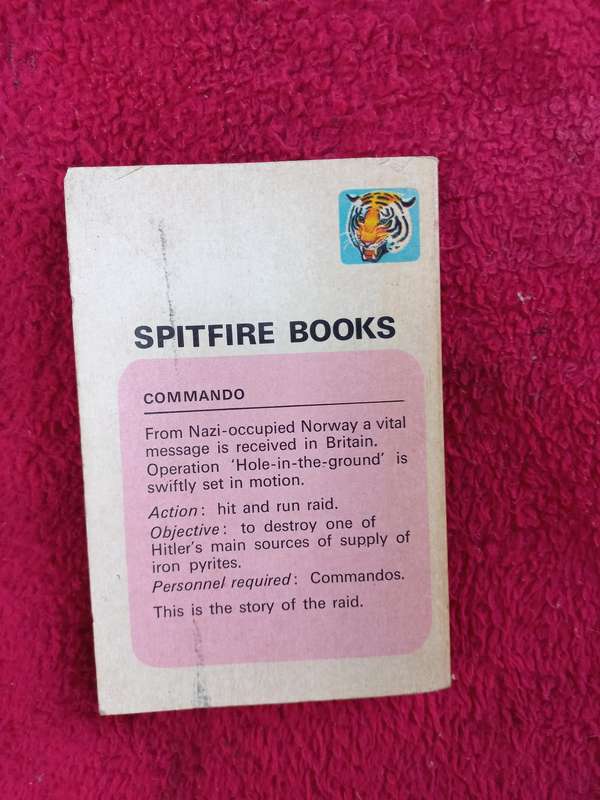 SPITFIRE BOOKS
COMMANDO
From Nazi-occupied Norway a vital
message is received in Britain.
Operation 'Hole-in-the-ground' is
swiftly set in motion.
Action: hit and run raid.
Objective: to destroy one of
Hitler's main sources of supply of
iron pyrites.
Personnel required: Commandos.
This is the story of the raid.